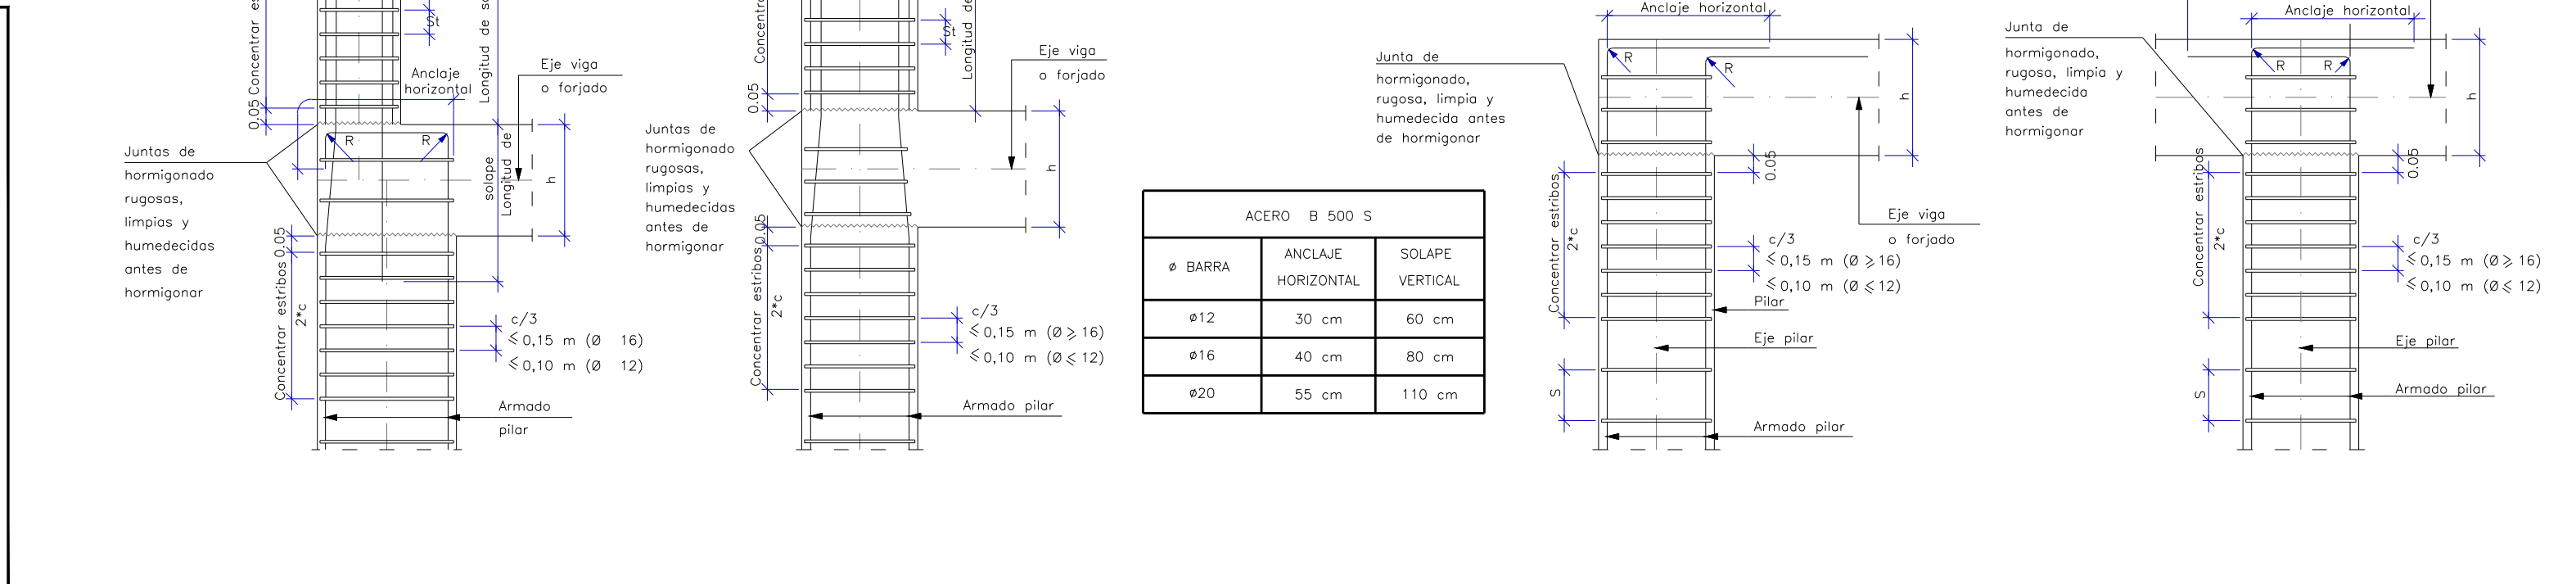 Concentrar es
0.05
St
Longitud de so
Anclaje
horizontal
Eje viga
o forjado
R
R
solape
Longitud de
h
Juntas de
hormigonado
rugosas,
limpias y
humedecidas
antes de
hormigonar
0.05
Concentrar estribos
2*c
c/3
≤0,15 m (Ø 16)
≤0,10 m (Ø 12)
Armado
pilar
Concentr
0.05
St
Longitud de
Eje viga
o forjado
h
Juntas de
hormigonado
rugosas,
limpias y
humedecidas
antes de
hormigonar
0.05
Concentrar estribos
2*c
c/3
≤0,15 m (Ø ⩾ 16)
≤0,10 m (Ø ⩽ 12)
Armado pilar
ACERO B 500 S
ø BARRA
ANCLAJE
HORIZONTAL
SOLAPE
VERTICAL
ø12 30 cm 60 cm
ø16 40 cm 80 cm
ø20 55 cm 110 cm
Anclaje horizontal
R
R
Junta de
hormigonado,
rugosa, limpia y
humedecida antes
de hormigonar
h
0.05
Eje viga
o forjado
Concentrar estribos
2*c
c/3
≤0,15 m (Ø ⩾ 16)
≤0,10 m (Ø ⩽ 12)
Pilar
Eje pilar
S
Armado pilar
Anclaje horizontal
R
R
Junta de
hormigonado,
rugosa, limpia y
humedecida
antes de
hormigonar
h
0.05
Concentrar estribos
2*c
c/3
≤0,15 m (Ø ⩾ 16)
≤0,10 m (Ø ⩽ 12)
Eje pilar
S
Armado pilar